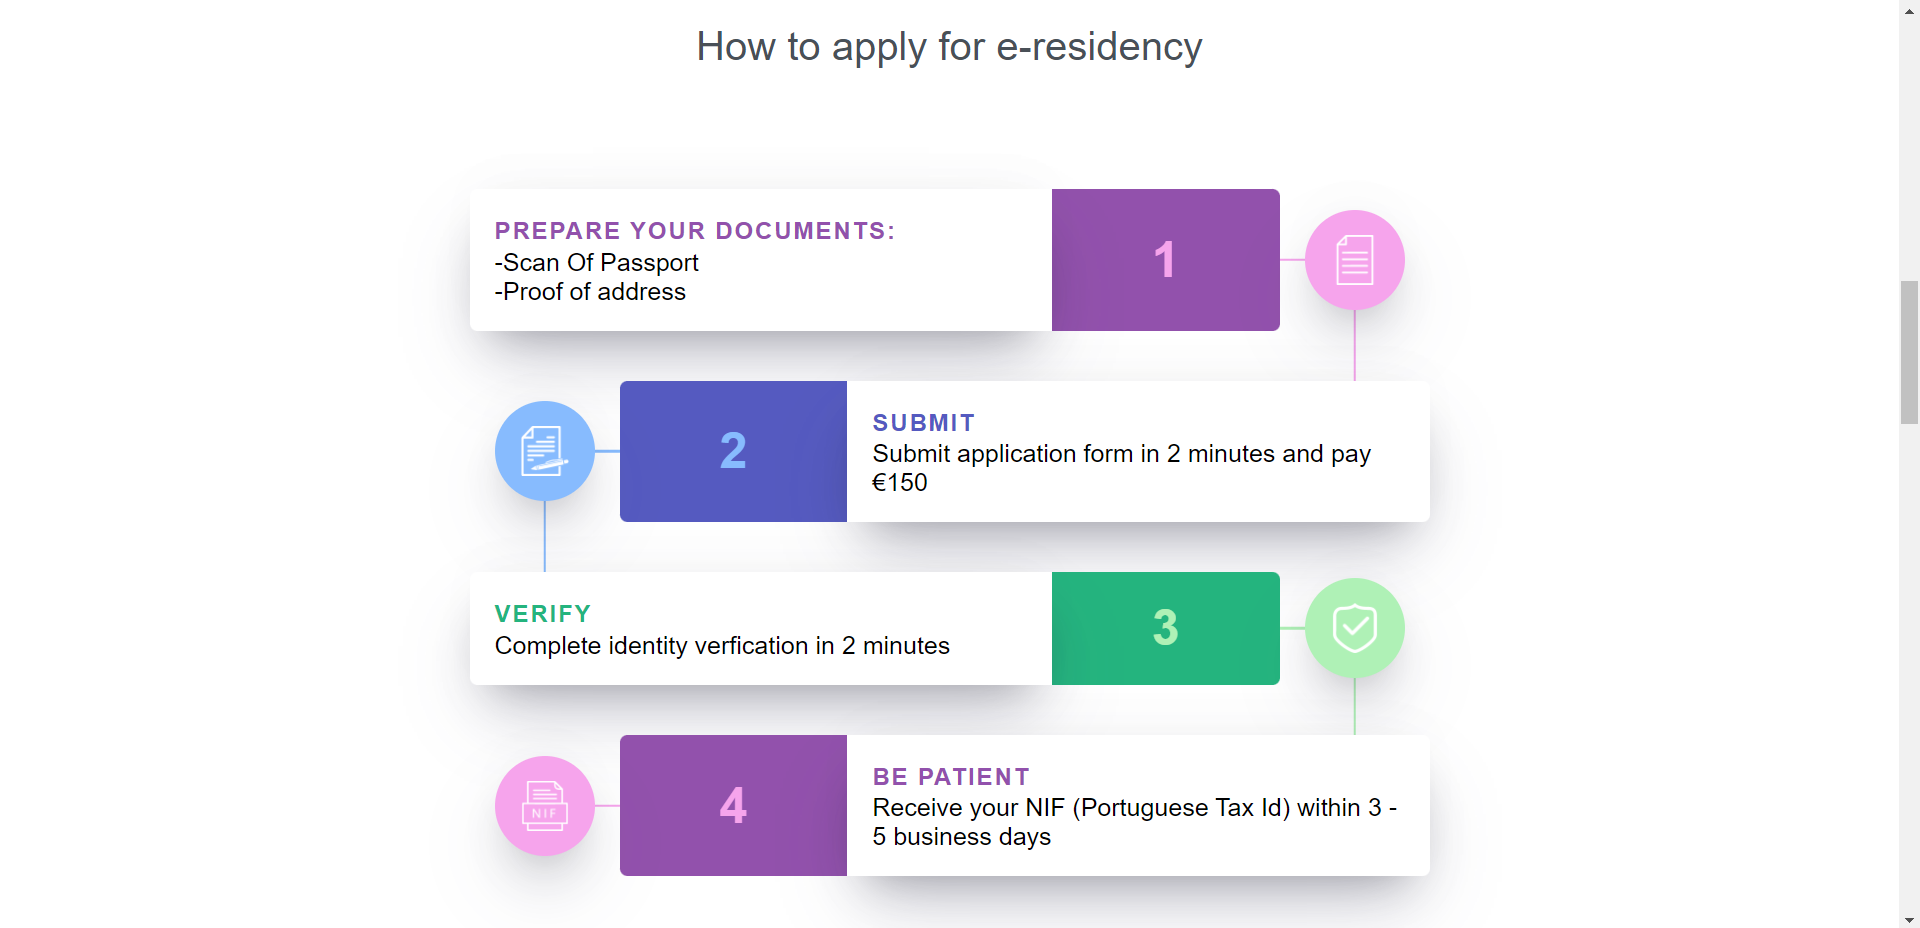 How to apply for e-residency
PREPARE YOUR DOCUMENTS:
-Scan Of Passport
-Proof of address
1
2
SUBMIT
Submit application form in 2 minutes and pay
€150
VERIFY
Complete identity verfication in 2 minutes
3
NIF
4
BE PATIENT
Receive your NIF (Portuguese Tax Id) within 3 -
5 business days